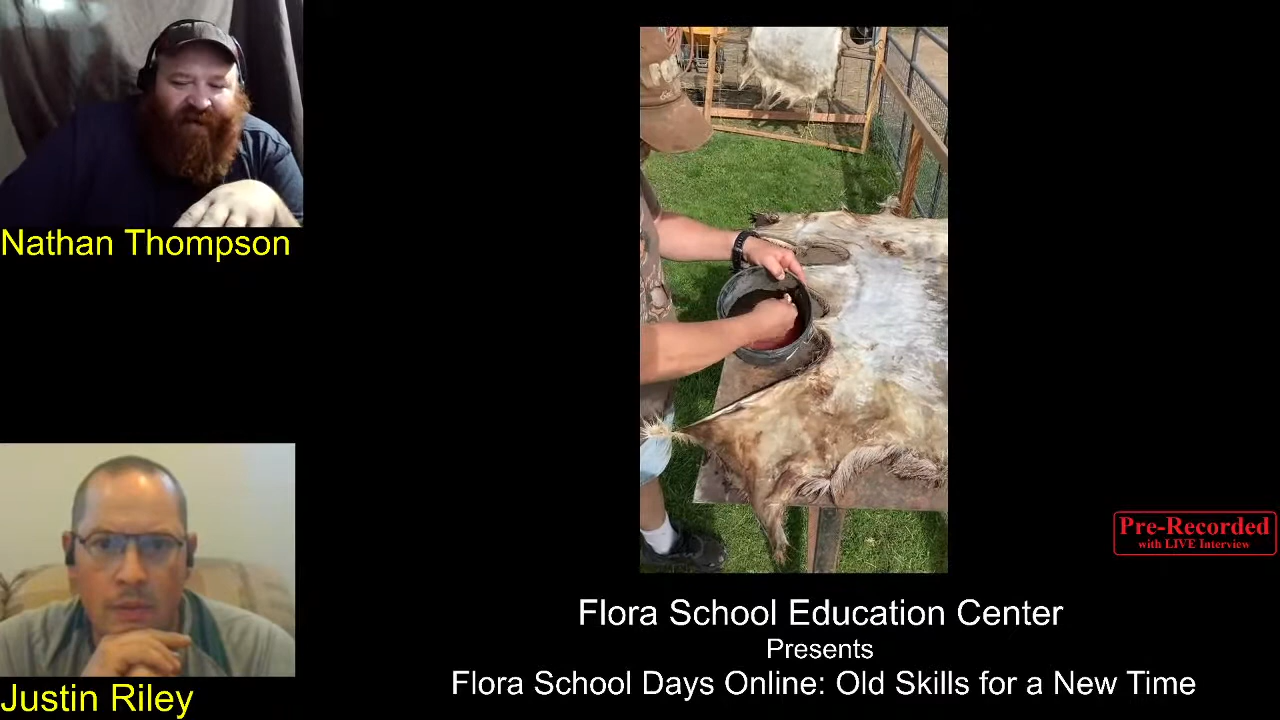 Nathan Thompson
Justin Riley
Pre-Recorded
with LIVE Interview
Flora School Education Center
Presents
Flora School Days Online: Old Skills for a New Time